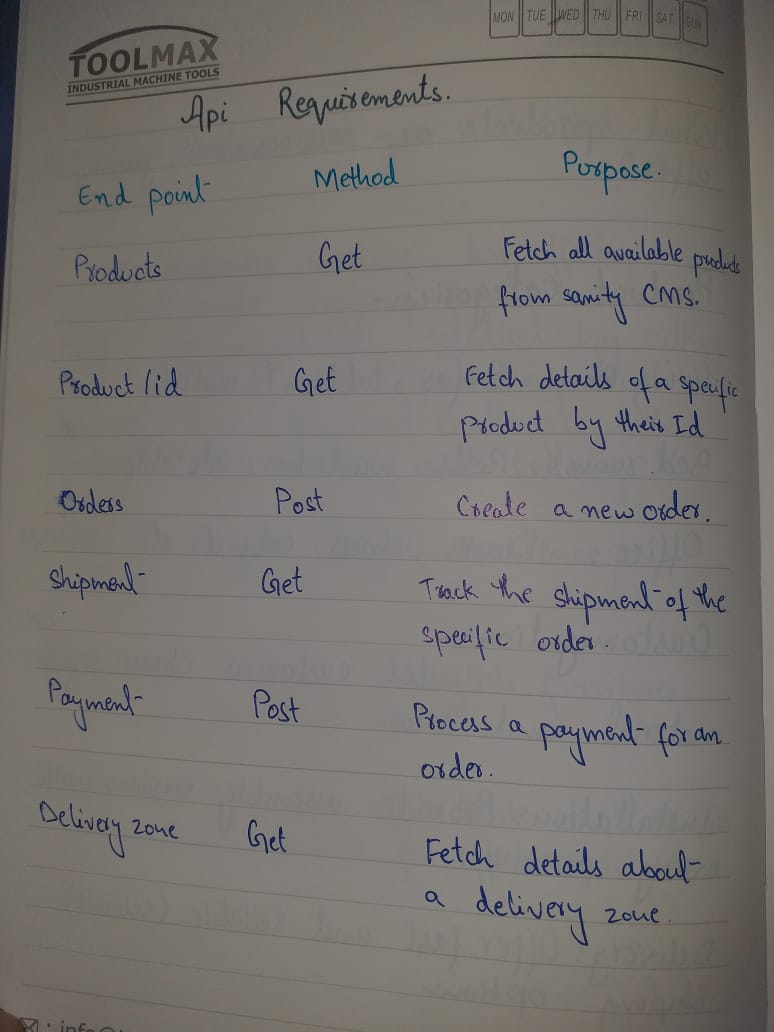 MON TUE WED THU FRI SAT SUN
TOOLMAX
INDUSTRIAL MACHINE TOOLS
Api Requirements.
End point Method Purpose.
Products Get Fetch all available products
from sanity CMS.
Product /id Get Fetch details of a specific
product by their Id
Orders Post Create a new order.
Shipment Get Track the shipment of the
specific order.
Payment Post Process a payment for an
order.
Delivery zone Get Fetch details about
a delivery zone.